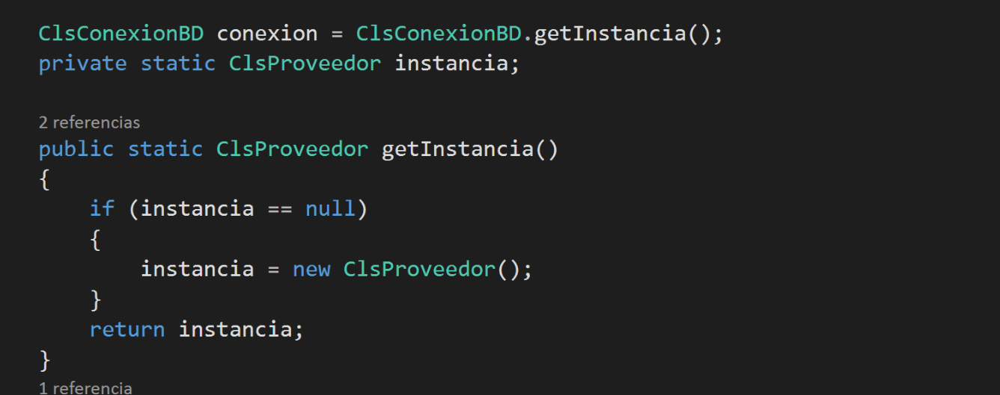 ClsConexionBD conexion = ClsConexionBD.getInstancia();
private static ClsProveedor instancia;
2 referencias
public static ClsProveedor getInstancia()
{
if (instancia == null)
{
instancia = new ClsProveedor();
}
return instancia;
}
1 referencia